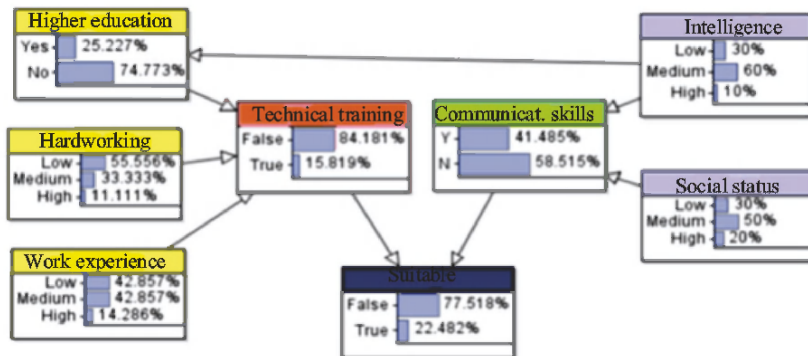 Higher education
Yes 25.227%
No 74.773%
Intelligence
Low 30%
Medium 60%
High 10%
Technical training
False 84.181%
True 15.819%
Communicat. skills
Y 41.485%
N 58.515%
Hardworking
Low 55.556%
Medium 33.333%
High 11.111%
Social status
Low 30%
Medium 50%
High 20%
Work experience
Low 42.857%
Medium 42.857%
High 14.286%
Suitable
False 77.518%
True 22.482%